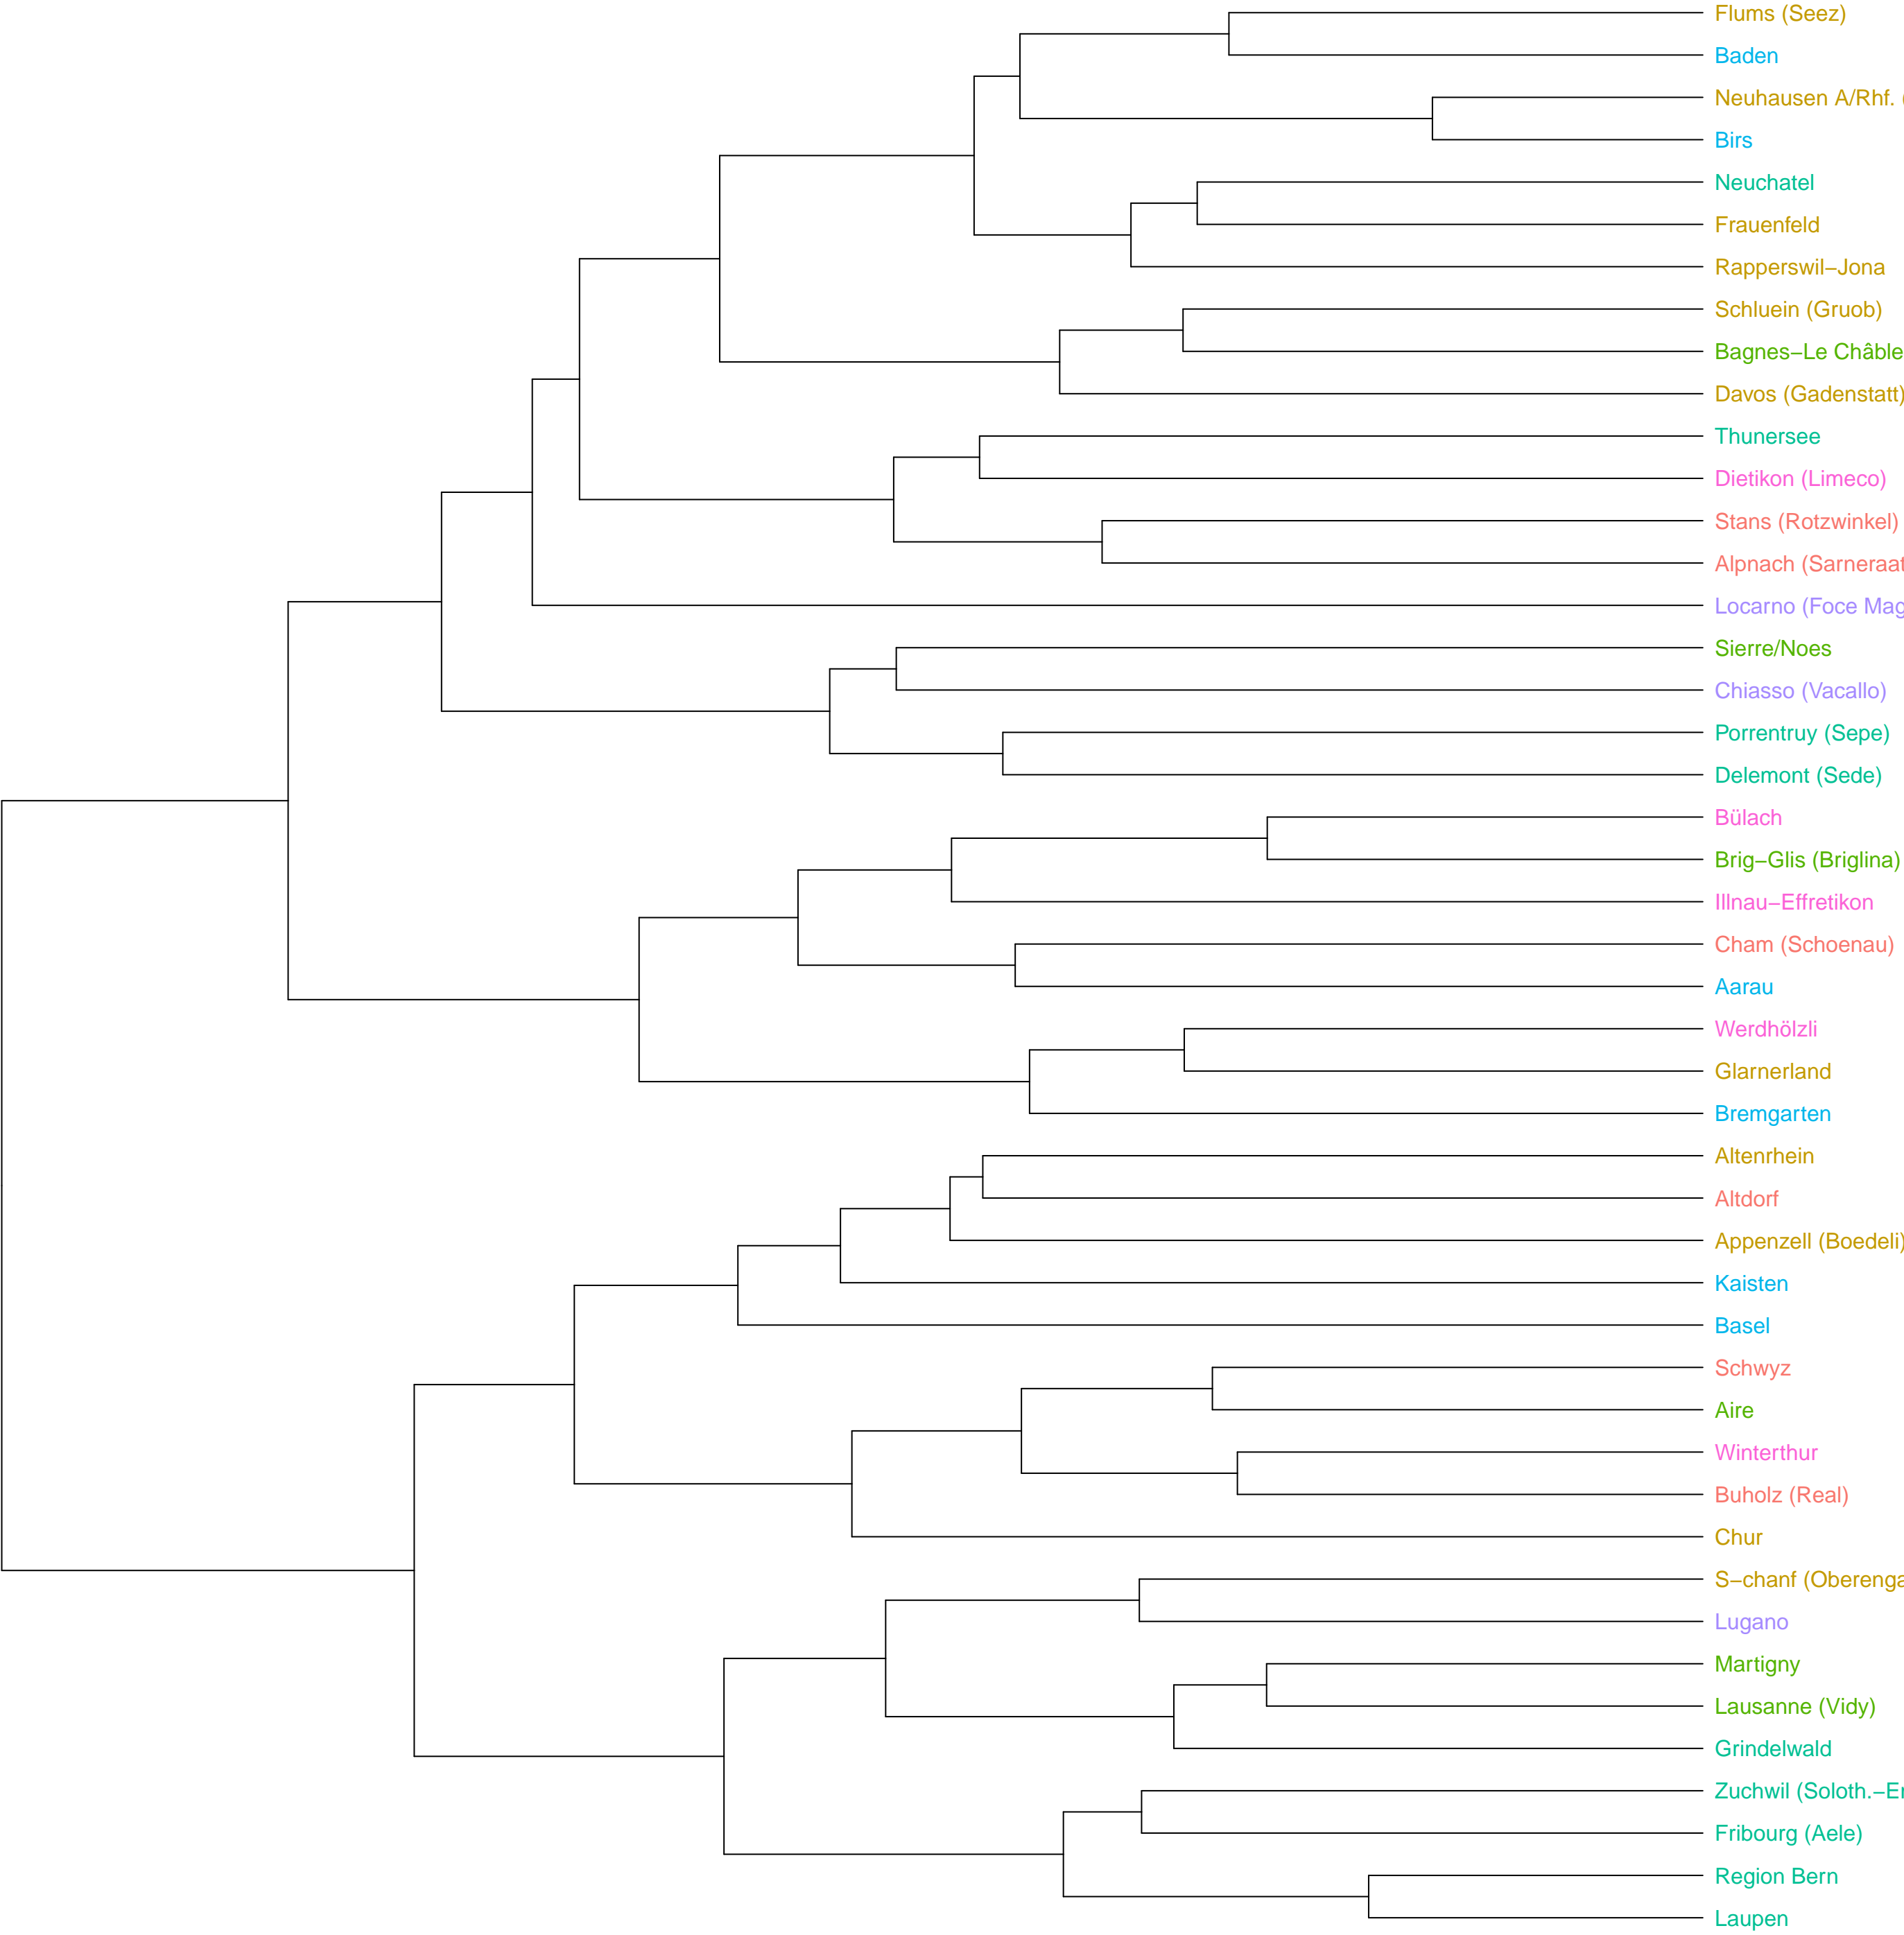 Flums (Seez)
Baden
Neuhausen A/Rhf.
Birs
Neuchatel
Frauenfeld
Rapperswil−Jona
Schluein (Gruob)
Bagnes−Le Châble
Davos (Gadenstatt)
Thunersee
Dietikon (Limeco)
Stans (Rotzwinkel)
Alpnach (Sarneraat
Locarno (Foce Mag
Sierre/Noes
Chiasso (Vacallo)
Porrentruy (Sepe)
Delemont (Sede)
Bülach
Brig−Glis (Briglina)
Illnau−Effretikon
Cham (Schoenau)
Aarau
Werdhölzli
Glarnerland
Bremgarten
Altenrhein
Altdorf
Appenzell (Boedeli)
Kaisten
Basel
Schwyz
Aire
Winterthur
Buholz (Real)
Chur
S−chanf (Oberenga
Lugano
Martigny
Lausanne (Vidy)
Grindelwald
Zuchwil (Soloth.−Em
Fribourg (Aele)
Region Bern
Laupen